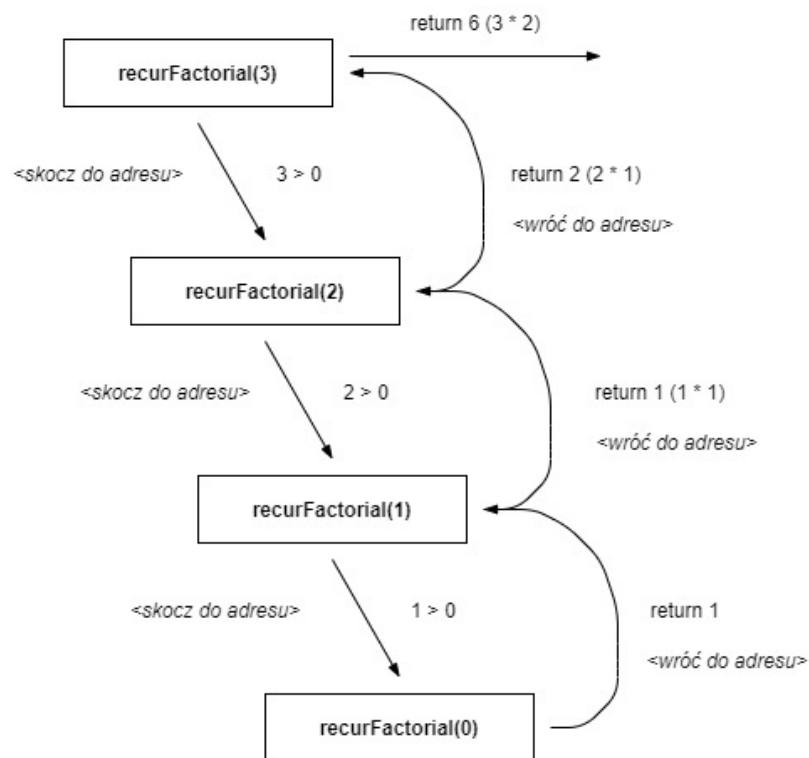 return 6 (3 * 2)
recurFactorial(3)
<skocz do adresu>
3 > 0
return 2 (2 * 1)
<wróć do adresu>
recurFactorial(2)
<skocz do adresu>
2 > 0
return 1 (1 * 1)
<wróć do adresu>
recurFactorial(1)
<skocz do adresu>
1 > 0
return 1
<wróć do adresu>
recurFactorial(0)